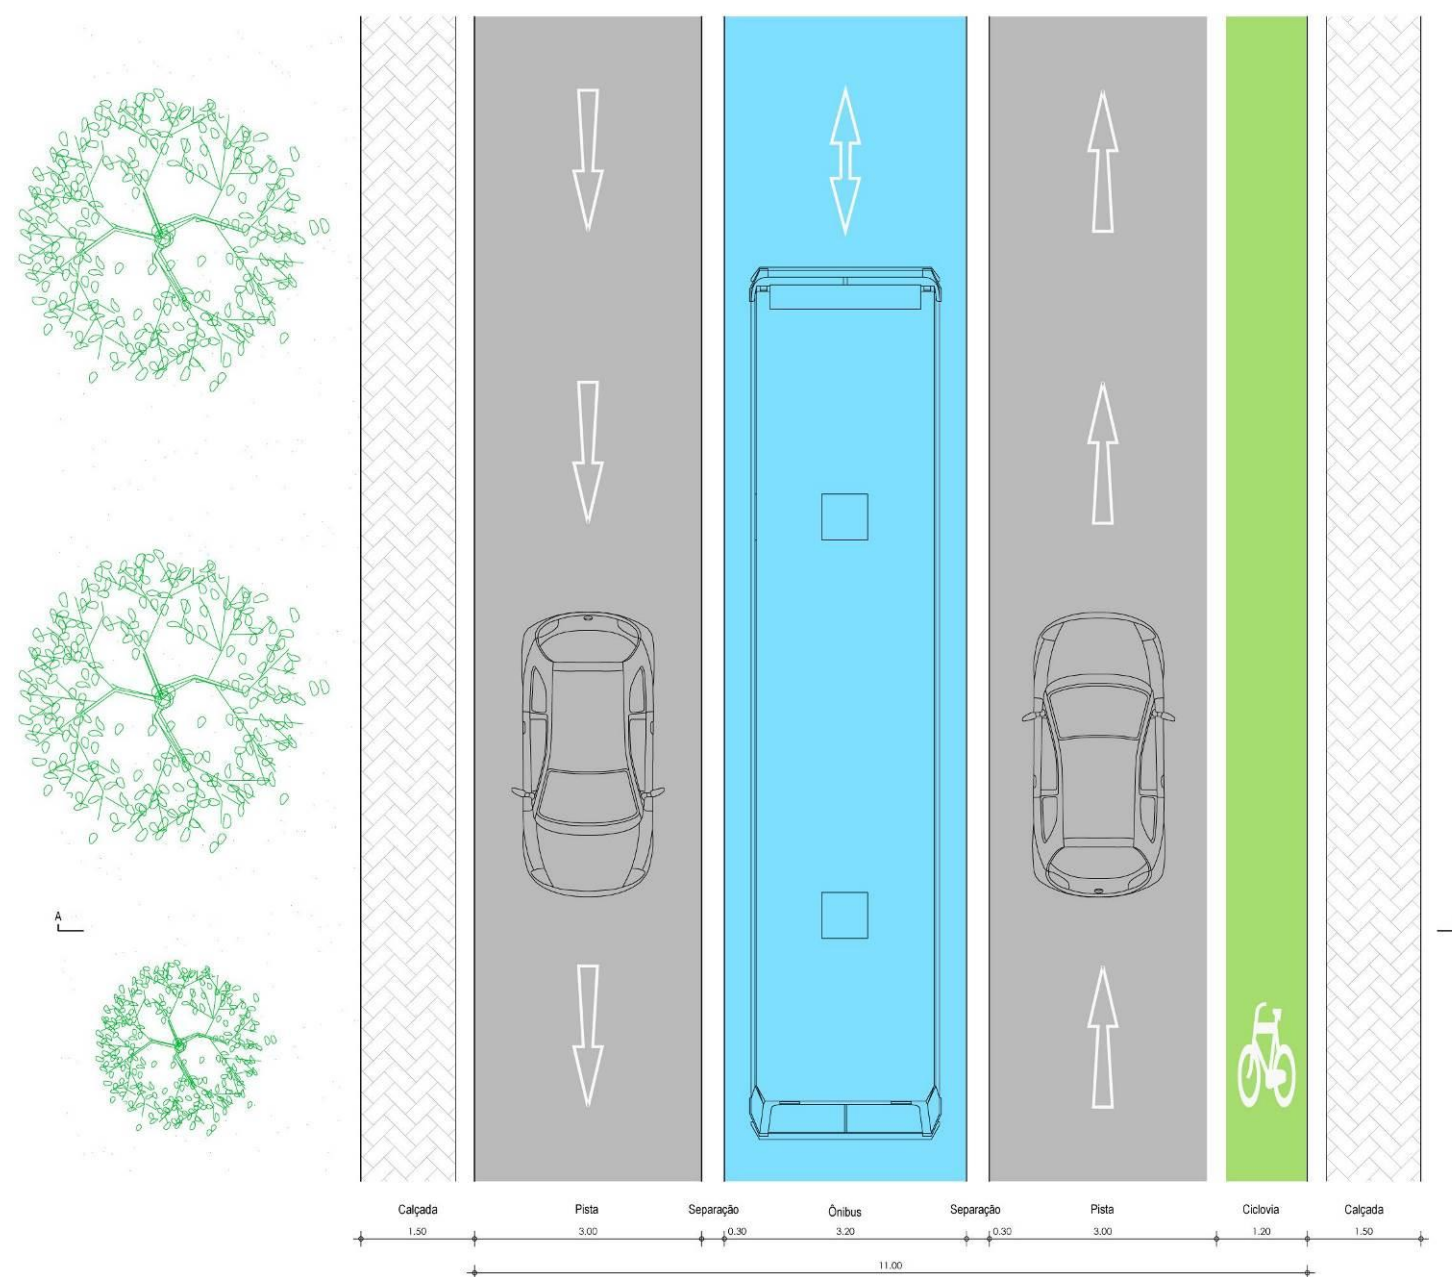 A
Calçada Pista Separação Ônibus Separação Pista Ciclovia Calçada
1.50 3.00 0.30 3.20 0.30 3.00 1.20 1.50
11.00